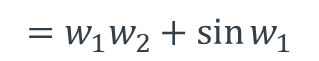 = w₁w₂ + sin w₁